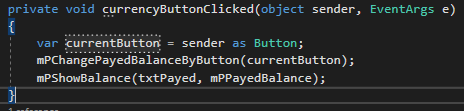 private void currencyButtonClicked(object sender, EventArgs e)
{
var currentButton = sender as Button;
mPChangePayedBalanceByButton(currentButton);
mPShowBalance(txtPayed, mPPayedBalance);
}